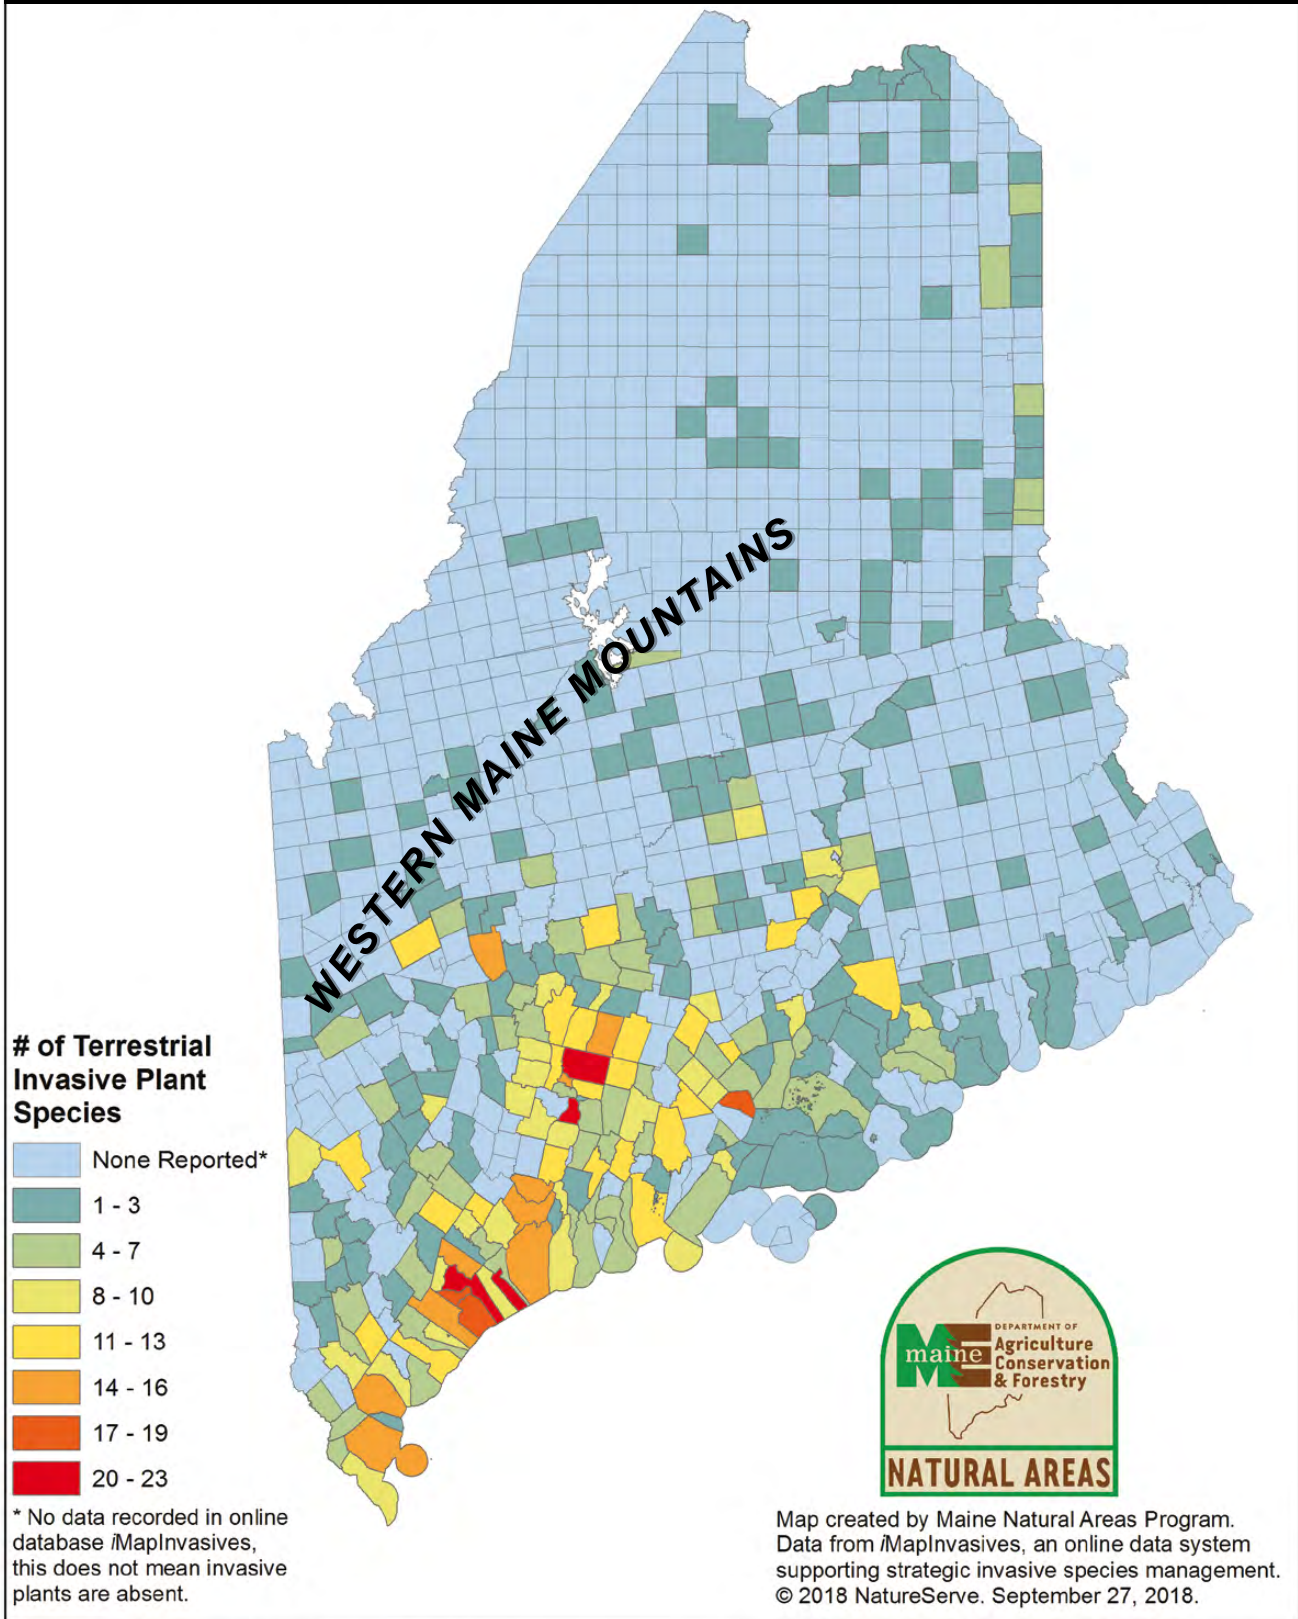 WESTERN MAINE MOUNTAINS
# of Terrestrial
Invasive Plant
Species
None Reported*
1 - 3
4 - 7
8 - 10
11 - 13
14 - 16
17 - 19
20 - 23
* No data recorded in online
database iMapInvasives,
this does not mean invasive
plants are absent.
DEPARTMENT OF
maine
Agriculture
Conservation
& Forestry
NATURAL AREAS
Map created by Maine Natural Areas Program.
Data from iMapInvasives, an online data system
supporting strategic invasive species management.
© 2018 NatureServe. September 27, 2018.